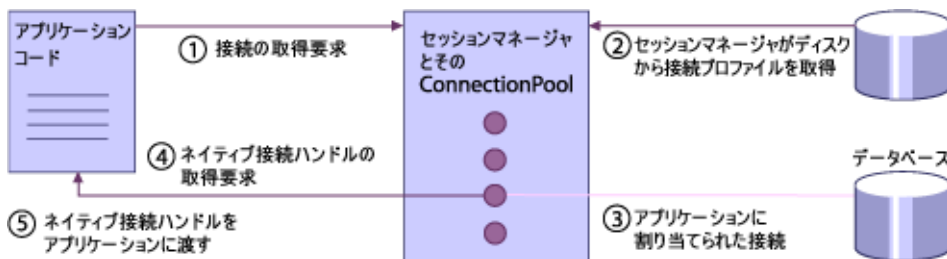 アプリケーション
コード
① 接続の取得要求
セッションマネージャ
とその
ConnectionPool
② セッションマネージャがディスク
から接続プロファイルを取得
④ ネイティブ接続ハンドルの
取得要求
データベース
⑤ ネイティブ接続ハンドルを
アプリケーションに渡す
③ アプリケーションに
割り当てられた接続